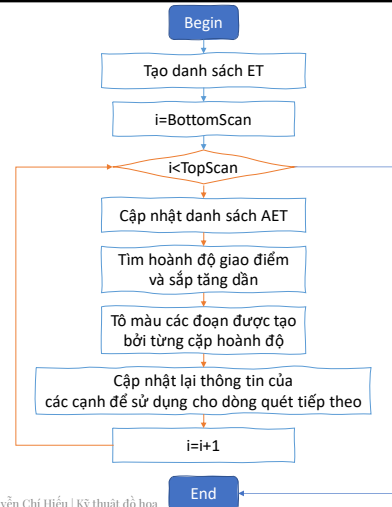 Begin
Tạo danh sách ET
i=BottomScan
i<TopScan
Cập nhật danh sách AET
Tìm hoành độ giao điểm
và sắp tăng dần
Tô màu các đoạn được tạo
bởi từng cặp hoành độ
Cập nhật lại thông tin của
các cạnh để sử dụng cho dòng quét tiếp theo
i=i+1
End
Chí Hiếu | Kỹ thuật đồ họa